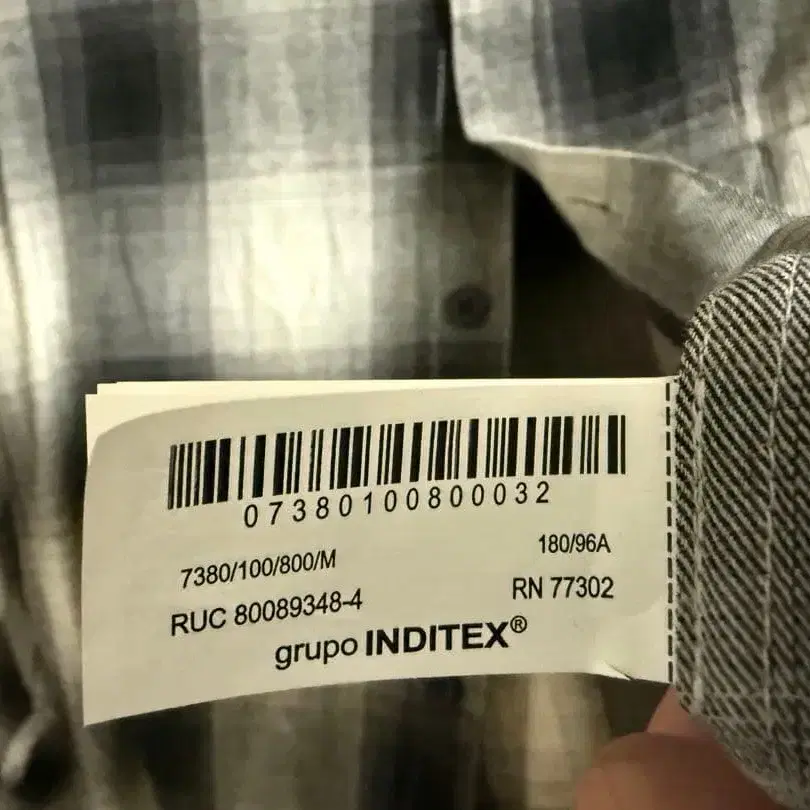 07380100800032
7380/100/800/M
180/96A
RUC 80089348-4
RN 77302
grupo INDITEX®